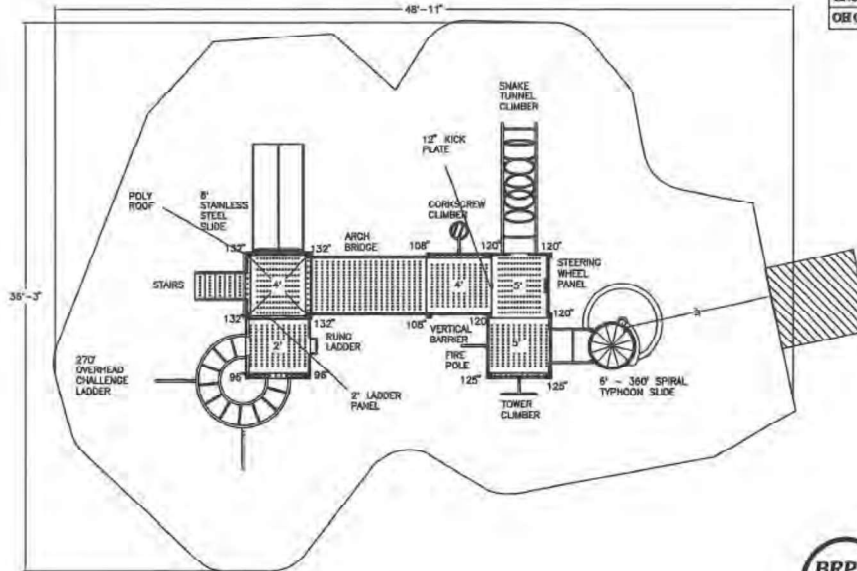 48'-11"
OH
SNAKE
TUNNEL
CLIMBER
12" KICK
PLATE
POLY
ROOF
STAINLESS
STEEL
SLIDE
CORKSCREW
CLIMBER
ARCH
BRIDGE
132"
132"
108"
120"
120"
STAIRS
4'
4'
5'
STEERING
WHEEL
PANEL
132"
132"
108"
120"
120"
35'-3"
2'
RUNG
LADDER
VERTICAL
BARRIER
FIRE
POLE
270°
OVERHEAD
CHALLENGE
LADDER
96"
96"
2' LADDER
PANEL
125"
125"
TOWER
CLIMBER
360° SPIRAL
TYPHOON SLIDE
BRP